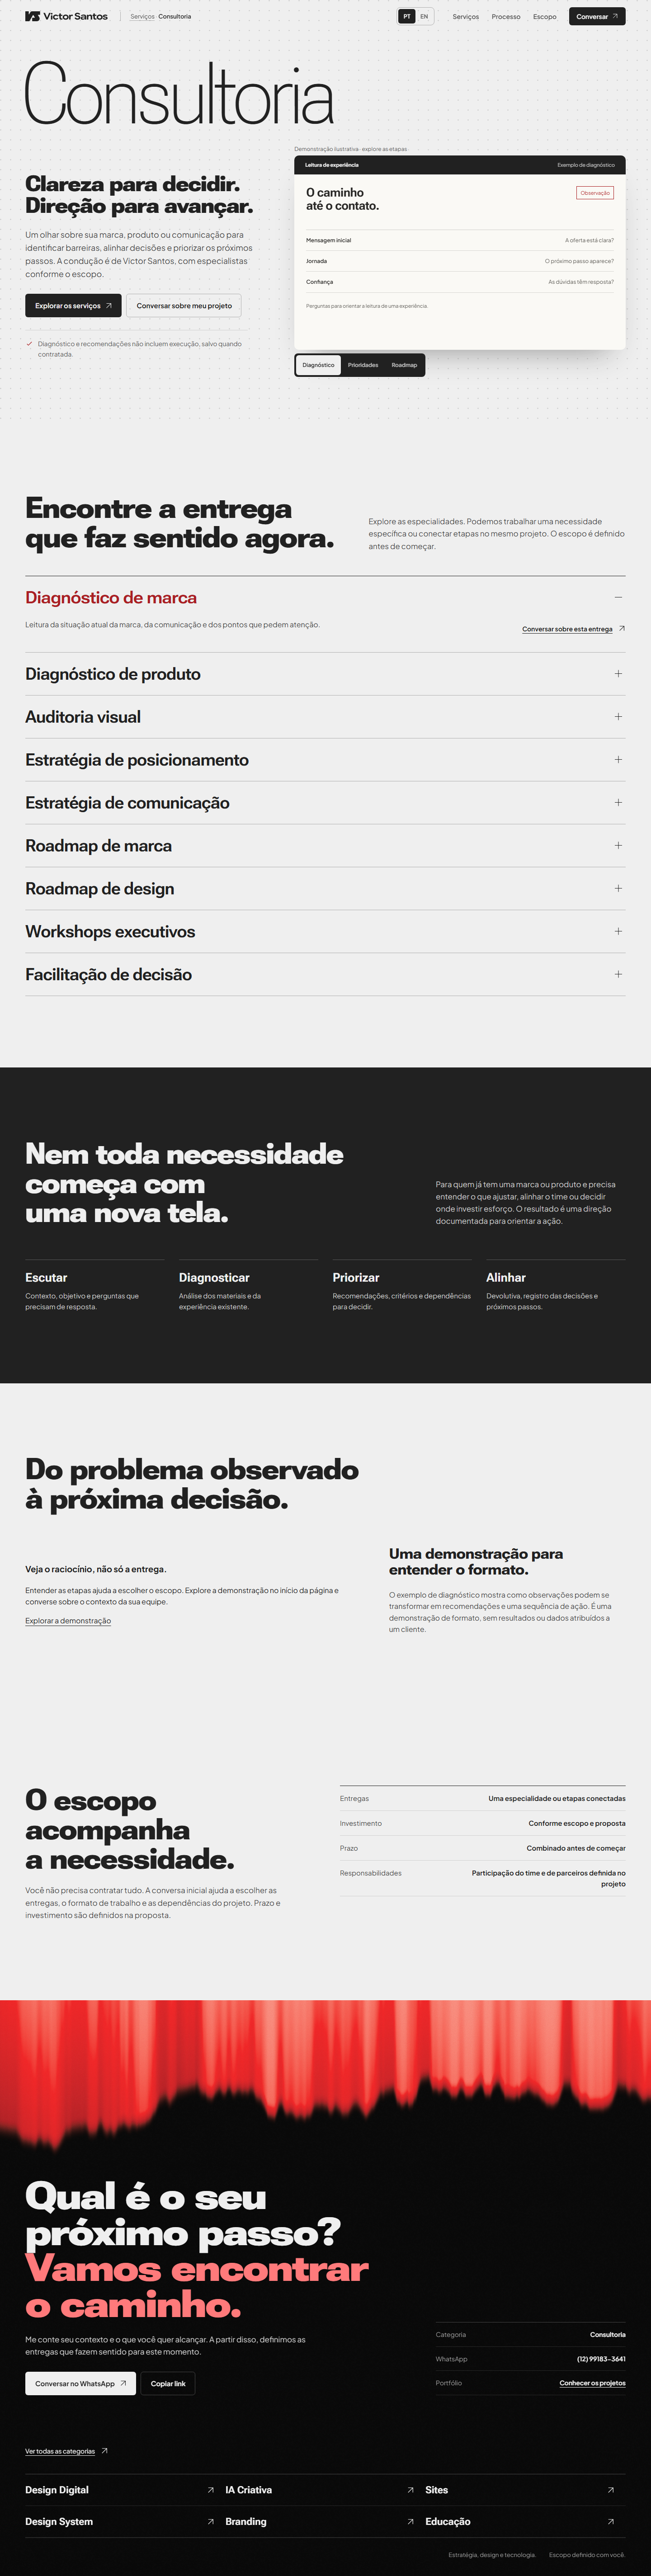 Victor Santos
Serviços Consultoria
PT EN
Serviços Processo Escopo
Conversar
Consultoria
Clareza para decidir.
Direção para avançar.
Um olhar sobre sua marca, produto ou comunicação para
identificar barreiras, alinhar decisões e priorizar os próximos
passos. A condução é de Victor Santos, com especialistas
conforme o escopo.
Explorar os serviços
Conversar sobre meu projeto
Diagnóstico e recomendações não incluem execução, salvo quando
contratada.
Demonstração ilustrativa · explore as etapas
Leitura de experiência
Exemplo de diagnóstico
O caminho
até o contato.
Observação
Mensagem inicial A oferta está clara?
Jornada O próximo passo aparece?
Confiança As dúvidas têm resposta?
Perguntas para orientar a leitura de uma experiência.
Diagnóstico Prioridades Roadmap
Encontre a entrega
que faz sentido agora.
Explore as especialidades. Podemos trabalhar uma necessidade
específica ou conectar etapas no mesmo projeto. O escopo é definido
antes de começar.
Diagnóstico de marca
Leitura da situação atual da marca, da comunicação e dos pontos que pedem atenção.
Conversar sobre esta entrega
Diagnóstico de produto
Auditoria visual
Estratégia de posicionamento
Estratégia de comunicação
Roadmap de marca
Roadmap de design
Workshops executivos
Facilitação de decisão
Nem toda necessidade
começa com
uma nova tela.
Para quem já tem uma marca ou produto e precisa
entender o que ajustar, alinhar o time ou decidir
onde investir esforço. O resultado é uma direção
documentada para orientar a ação.
Escutar
Contexto, objetivo e perguntas que
precisam de resposta.
Diagnosticar
Análise dos materiais e da
experiência existente.
Priorizar
Recomendações, critérios e dependências
para decidir.
Alinhar
Devolutiva, registro das decisões e
próximos passos.
Do problema observado
à próxima decisão.
Veja o raciocínio, não só a entrega.
Entender as etapas ajuda a escolher o escopo. Explore a demonstração no início da página e
converse sobre o contexto da sua equipe.
Explorar a demonstração
Uma demonstração para
entender o formato.
O exemplo de diagnóstico mostra como observações podem se
transformar em recomendações e uma sequência de ação. É uma
demonstração de formato, sem resultados ou dados atribuídos a
um cliente.
O escopo
acompanha
a necessidade.
Você não precisa contratar tudo. A conversa inicial ajuda a escolher as
entregas, o formato de trabalho e as dependências do projeto. Prazo e
investimento são definidos na proposta.
Entregas Uma especialidade ou etapas conectadas
Investimento Conforme escopo e proposta
Prazo Combinado antes de começar
Responsabilidades Participação do time e de parceiros definida no
projeto
Qual é o seu
próximo passo?
Vamos encontrar
o caminho.
Me conte seu contexto e o que você quer alcançar. A partir disso, definimos as
entregas que fazem sentido para este momento.
Conversar no WhatsApp
Copiar link
Categoria Consultoria
WhatsApp (12) 99183-3641
Portfólio Conhecer os projetos
Ver todas as categorias
Design Digital IA Criativa Sites
Design System Branding Educação
Estratégia, design e tecnologia. Escopo definido com você.